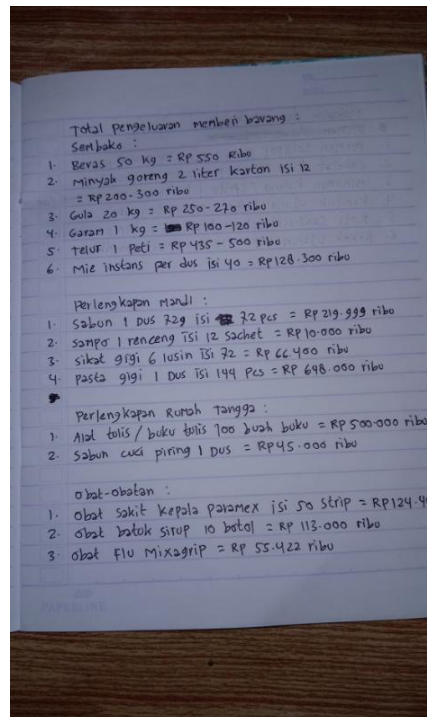 Total pengeluaran memberi barang :
Sembako :
1. Beras 50 kg = Rp 550 Ribu
2. Minyak goreng 2 liter karton isi 12
= Rp 200-300 ribu
3. Gula 20 kg = Rp 250-270 ribu
4. Garam 1 kg = Rp 100-120 ribu
5. Telur 1 Peti = Rp 435 - 500 ribu
6. Mie instans per dus isi 40 = Rp 128.300 ribu
Perlengkapan Mandi :
1. Sabun 1 Dus 72g isi 72 pcs = Rp 219.999 ribu
2. sampo 1 renceng isi 12 sachet = Rp 10.000 ribu
3. sikat gigi 6 lusin isi 72 = Rp 66.400 ribu
4. pasta gigi 1 Dus isi 144 Pcs = Rp 648.000 ribu
Perlengkapan Rumah Tangga :
1. Alat tulis / buku tulis 100 buah buku = Rp 500.000 ribu
2. Sabun cuci piring 1 Dus = Rp 45.000 ribu
obat-obatan :
1. obat sakit kepala paramex isi 50 strip = Rp 124.4
2. obat batuk sirup 10 botol = Rp 113.000 ribu
3. obat flu Mixagrip = Rp 55.422 ribu
PAPERLINE